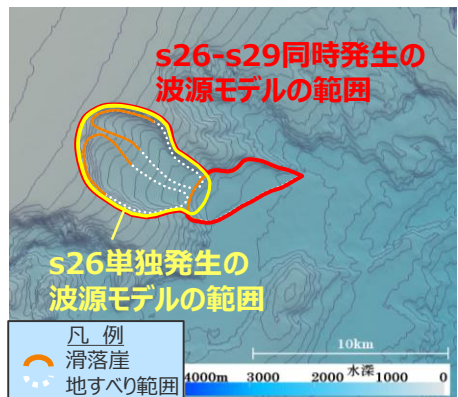 s26-s29同時発生の
波源モデルの範囲
s26単独発生の
波源モデルの範囲
凡 例
滑落崖
地すべり範囲
10km
水深
4000m 3000 2000 1000 0